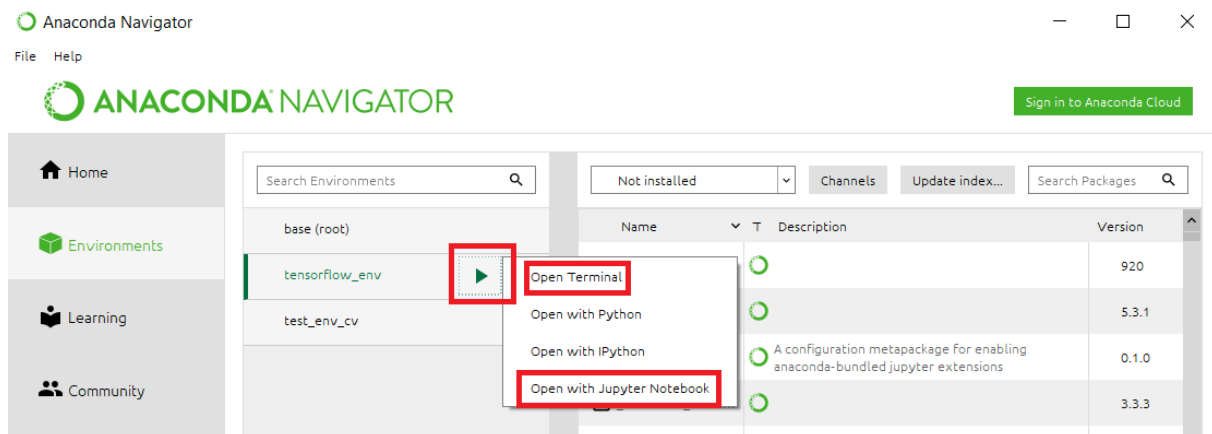 Anaconda Navigator
File Help
ANACONDA NAVIGATOR
Sign in to Anaconda Cloud
Home
Environments
Learning
Community
Search Environments
base (root)
tensorflow_env
test_env_cv
Open Terminal
Open with Python
Open with IPython
Open with Jupyter Notebook
Not installed
Channels
Update index...
Search Packages
Name T Description Version
920
5.3.1
A configuration metapackage for enabling
anaconda-bundled jupyter extensions
0.1.0
3.3.3